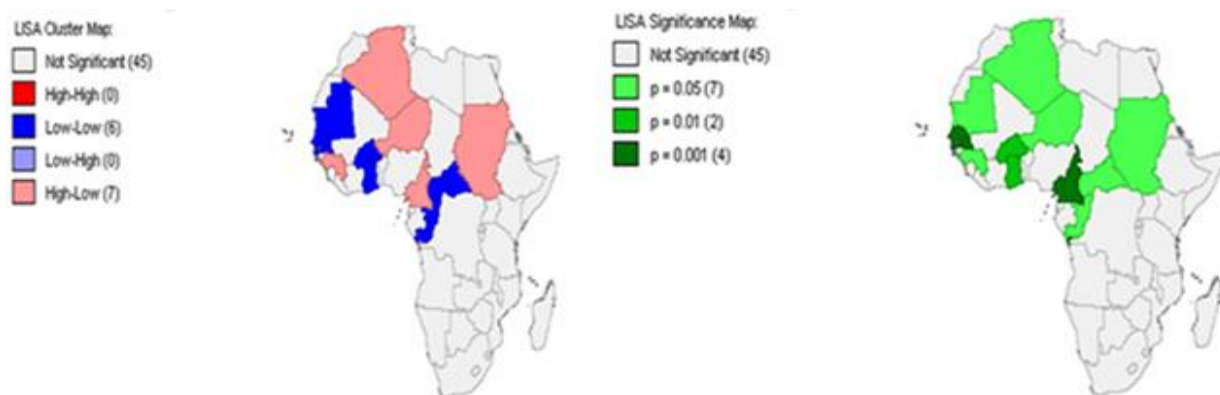 LISA Cluster Map:
Not Significant (45)
High-High (0)
Low-Low (6)
Low-High (0)
High-Low (7)
LISA Significance Map:
Not Significant (45)
p = 0.05 (7)
p = 0.01 (2)
p = 0.001 (4)